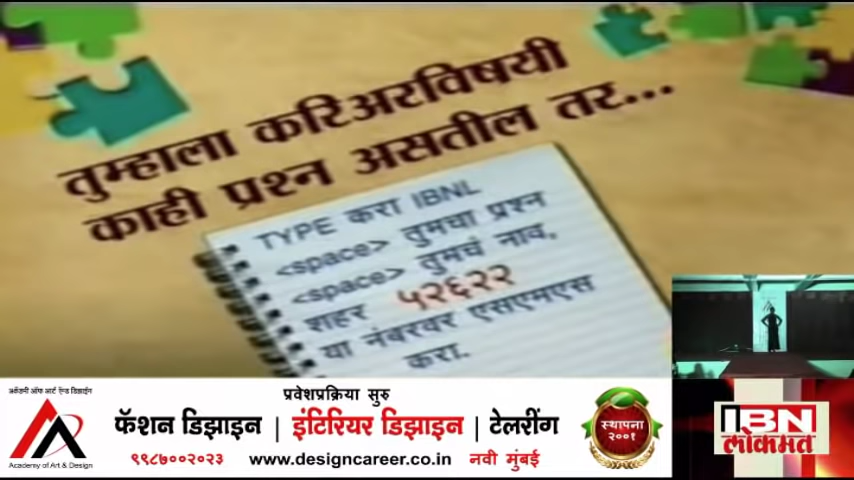 तुम्हाला करिअरविषयी
काही प्रश्न असतील तर...
TYPE करा IBNL
<space> तुमचा प्रश्न
<space> तुमचं नाव,
शहर ५२६२२
या नंबरवर एसएमएस
करा.
अकॅडमी ऑफ आर्ट ऍन्ड डिझाईन
Academy of Art & Design
प्रवेशप्रक्रिया सुरु
फॅशन डिझाइन | इंटिरियर डिझाइन | टेलरींग
९९८७००२०२३ www.designcareer.co.in नवी मुंबई
स्थापना
२००१
IBN
लोकमत